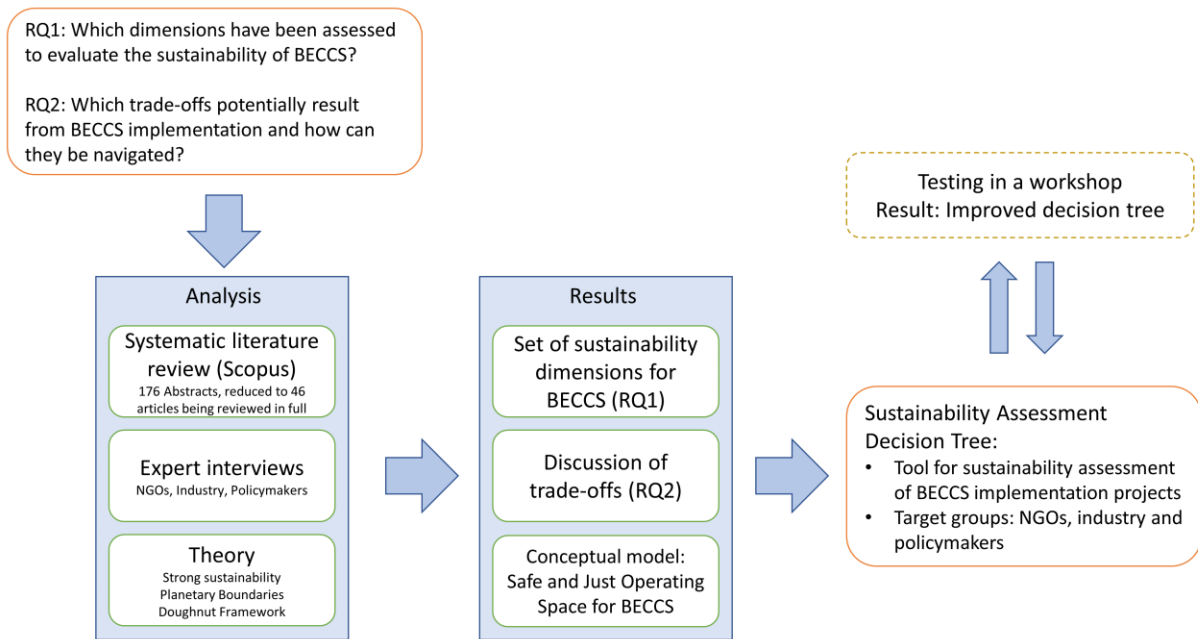 RQ1: Which dimensions have been assessed
to evaluate the sustainability of BECCS?
RQ2: Which trade-offs potentially result
from BECCS implementation and how can
they be navigated?
Analysis
Systematic literature
review (Scopus)
176 Abstracts, reduced to 46
articles being reviewed in full
Expert interviews
NGOs, Industry, Policymakers
Theory
Strong sustainability
Planetary Boundaries
Doughnut Framework
Results
Set of sustainability
dimensions for
BECCS (RQ1)
Discussion of
trade-offs (RQ2)
Conceptual model:
Safe and Just Operating
Space for BECCS
Testing in a workshop
Result: Improved decision tree
Sustainability Assessment
Decision Tree:
• Tool for sustainability assessment
of BECCS implementation projects
• Target groups: NGOs, industry and
policymakers